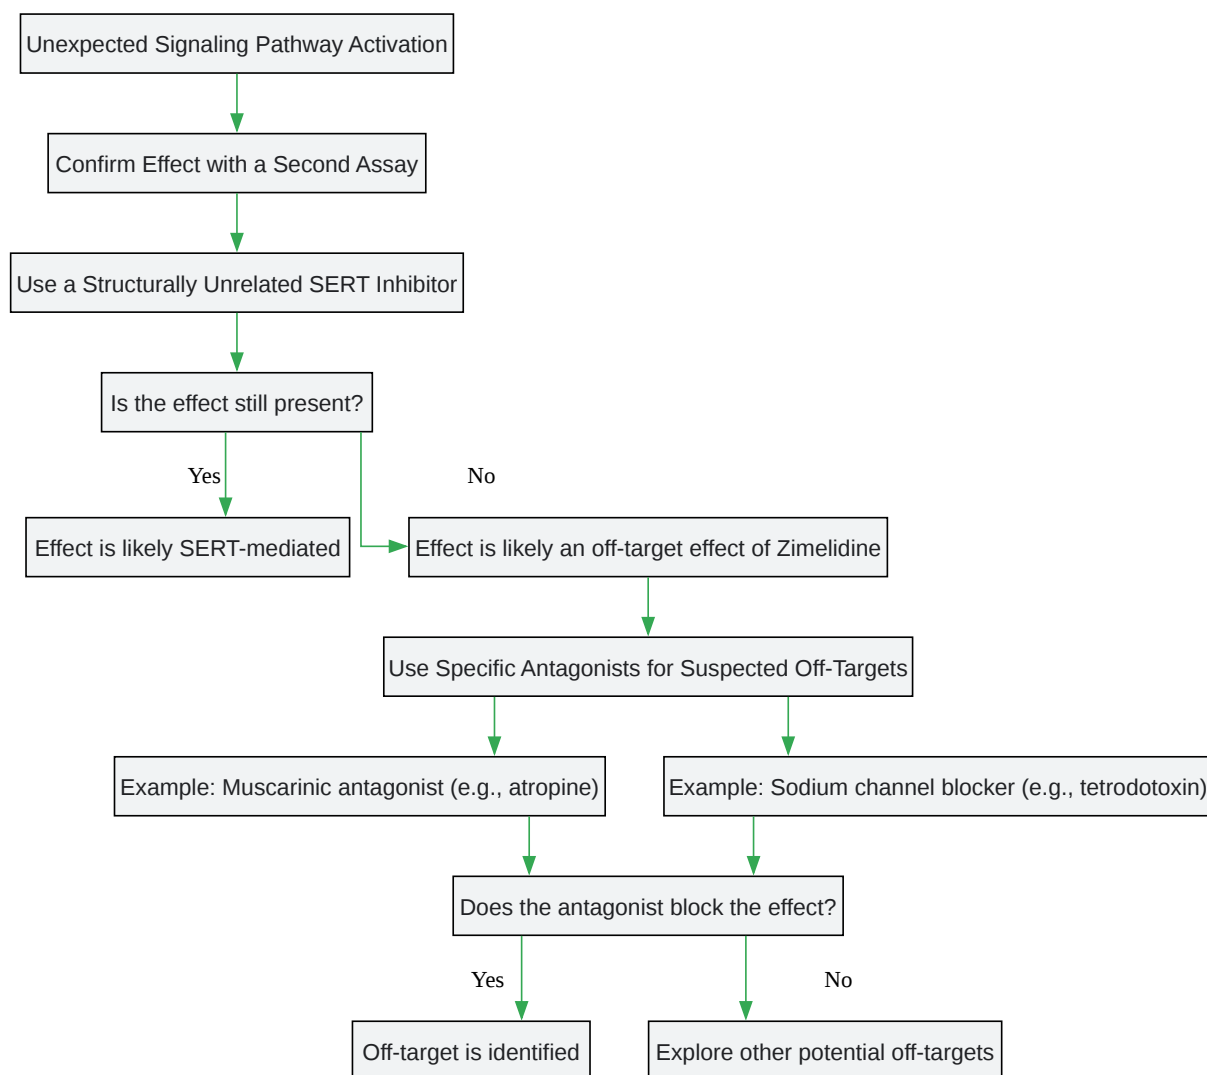 Unexpected Signaling Pathway Activation
Confirm Effect with a Second Assay
Use a Structurally Unrelated SERT Inhibitor
Is the effect still present?
Yes
No
Effect is likely SERT-mediated
Effect is likely an off-target effect of Zimelidine
Use Specific Antagonists for Suspected Off-Targets
Example: Muscarinic antagonist (e.g., atropine)
Example: Sodium channel blocker (e.g., tetrodotoxin)
Does the antagonist block the effect?
Yes
No
Off-target is identified
Explore other potential off-targets